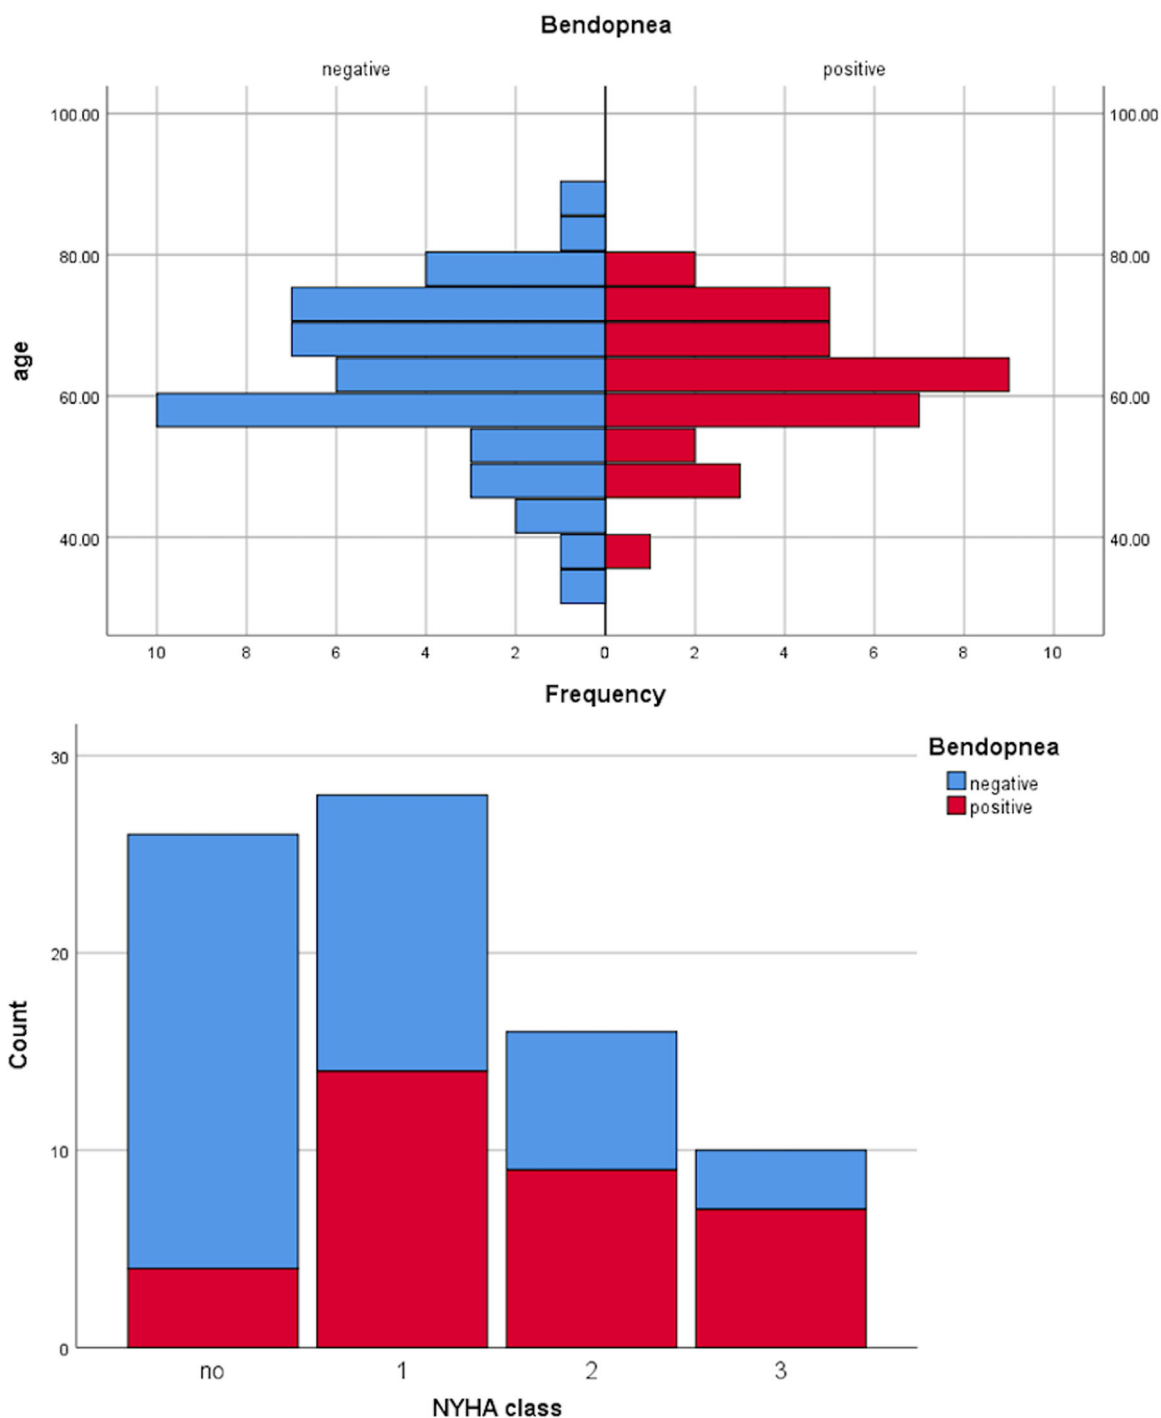 Bendopnea
negative positive
100.00 100.00
80.00 80.00
60.00 60.00
40.00 40.00
age
10 8 6 4 2 0 2 4 6 8 10
Frequency
Bendopnea
negative
positive
30
20
10
0
Count
no 1 2 3
NYHA class